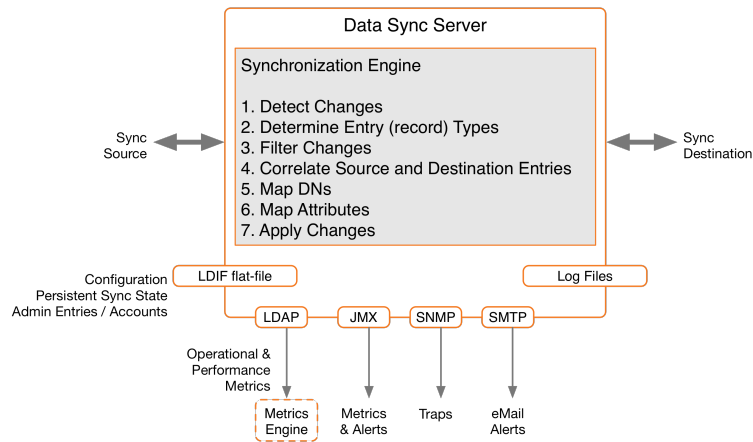 Data Sync Server
Synchronization Engine
1. Detect Changes
2. Determine Entry (record) Types
3. Filter Changes
4. Correlate Source and Destination Entries
5. Map DNs
6. Map Attributes
7. Apply Changes
Sync
Source
Sync
Destination
Configuration
Persistent Sync State
Admin Entries / Accounts
LDIF flat-file
Log Files
LDAP
JMX
SNMP
SMTP
Operational &
Performance
Metrics
Metrics
Engine
Metrics
& Alerts
Traps
eMail
Alerts